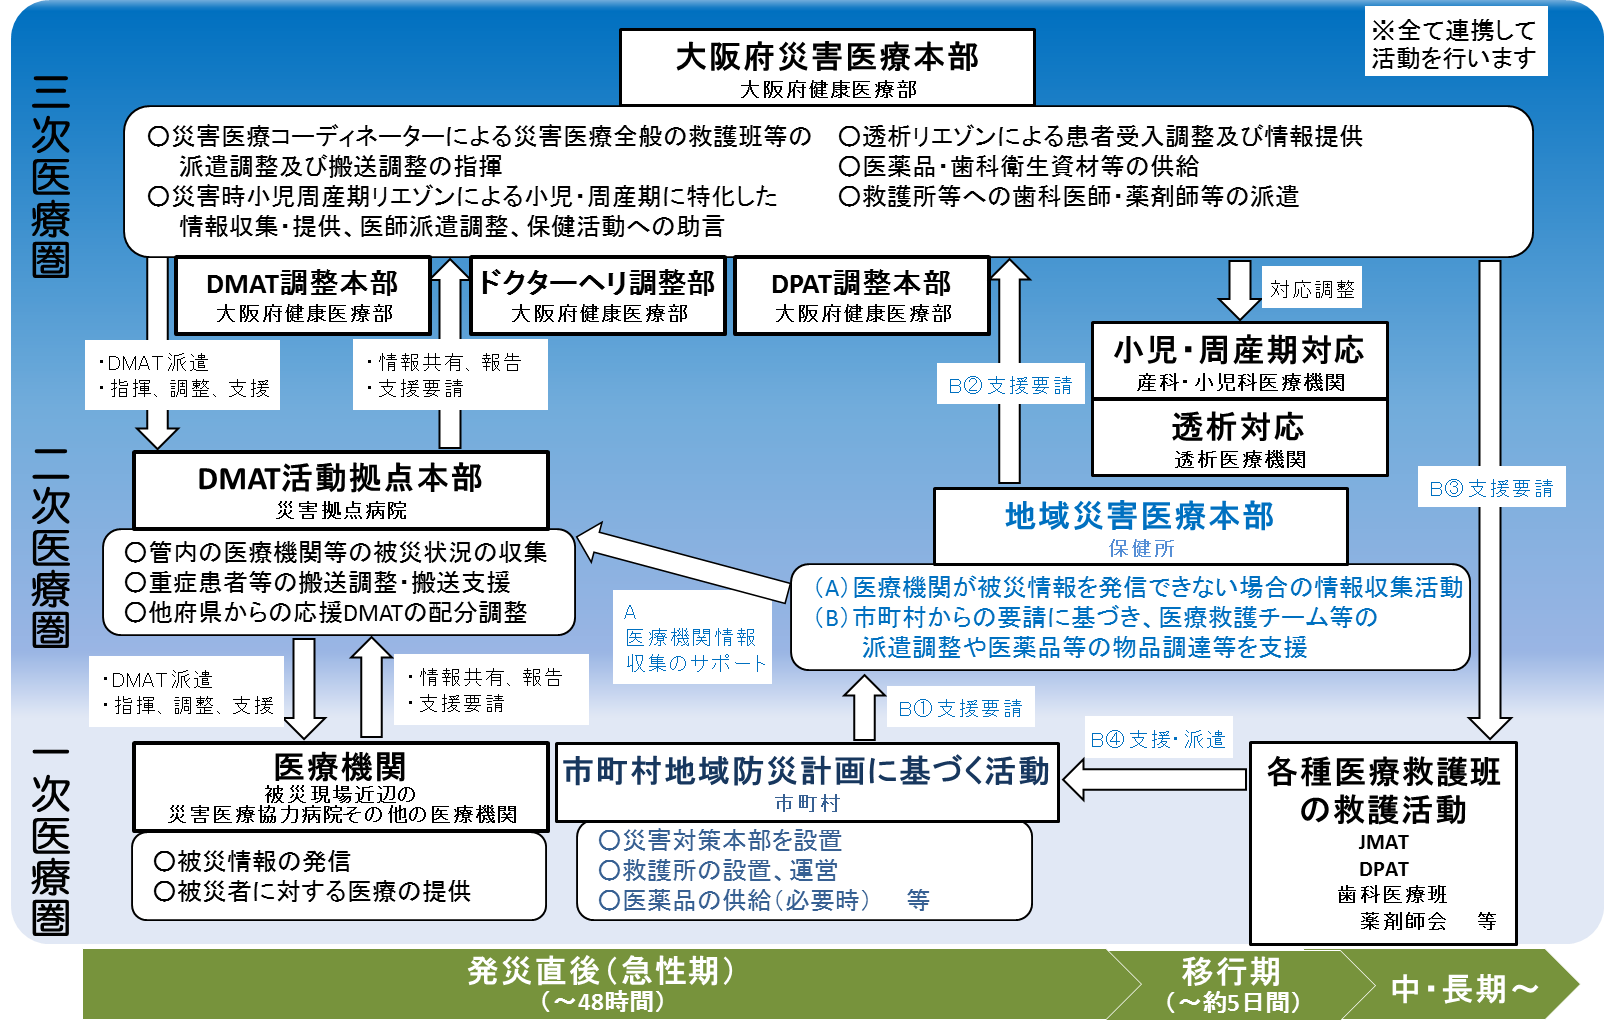 ※全て連携して
活動を行います
大阪府災害医療本部
大阪府健康医療部
三次医療圏
〇災害医療コーディネーターによる災害医療全般の救護班等の
派遣調整及び搬送調整の指揮
〇災害時小児周産期リエゾンによる小児・周産期に特化した
情報収集・提供、医師派遣調整、保健活動への助言
〇透析リエゾンによる患者受入調整及び情報提供
〇医薬品・歯科衛生資材等の供給
〇救護所等への歯科医師・薬剤師等の派遣
DMAT調整本部
大阪府健康医療部
ドクターヘリ調整部
大阪府健康医療部
DPAT調整本部
大阪府健康医療部
対応調整
・DMAT派遣
・指揮、調整、支援
・情報共有、報告
・支援要請
B②支援要請
小児・周産期対応
産科・小児科医療機関
透析対応
透析医療機関
二次医療圏
DMAT活動拠点本部
災害拠点病院
〇管内の医療機関等の被災状況の収集
〇重症患者等の搬送調整・搬送支援
〇他府県からの応援DMATの配分調整
B③支援要請
地域災害医療本部
保健所
（A）医療機関が被災情報を発信できない場合の情報収集活動
（B）市町村からの要請に基づき、医療救護チーム等の
派遣調整や医薬品等の物品調達等を支援
A
医療機関情報
収集のサポート
・DMAT派遣
・指揮、調整、支援
・情報共有、報告
・支援要請
B①支援要請
B④支援・派遣
一次医療圏
医療機関
被災現場近辺の
災害医療協力病院その他の医療機関
〇被災情報の発信
〇被災者に対する医療の提供
市町村地域防災計画に基づく活動
市町村
〇災害対策本部を設置
〇救護所の設置、運営
〇医薬品の供給（必要時）　等
各種医療救護班
の救護活動
JMAT
DPAT
歯科医療班
薬剤師会　等
発災直後（急性期）
（～48時間）
移行期
（～約5日間）
中・長期～